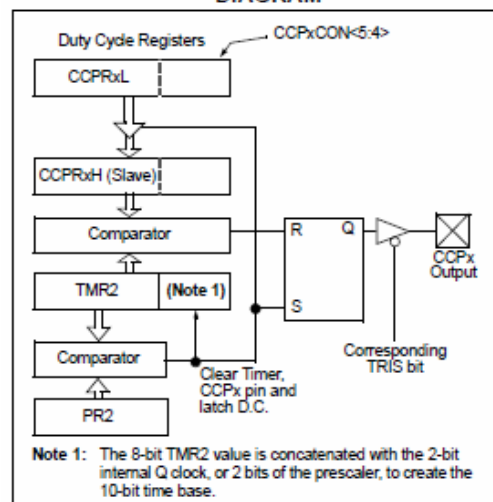 Duty Cycle Registers
CCPxCON<5:4>
CCPRxL
CCPRxH (Slave)
Comparator
R Q
CCPx
Output
TMR2 (Note 1)
S
Comparator
Clear Timer,
CCPx pin and
latch D.C.
Corresponding
TRIS bit
PR2
Note 1: The 8-bit TMR2 value is concatenated with the 2-bit
internal Q clock, or 2 bits of the prescaler, to create the
10-bit time base.